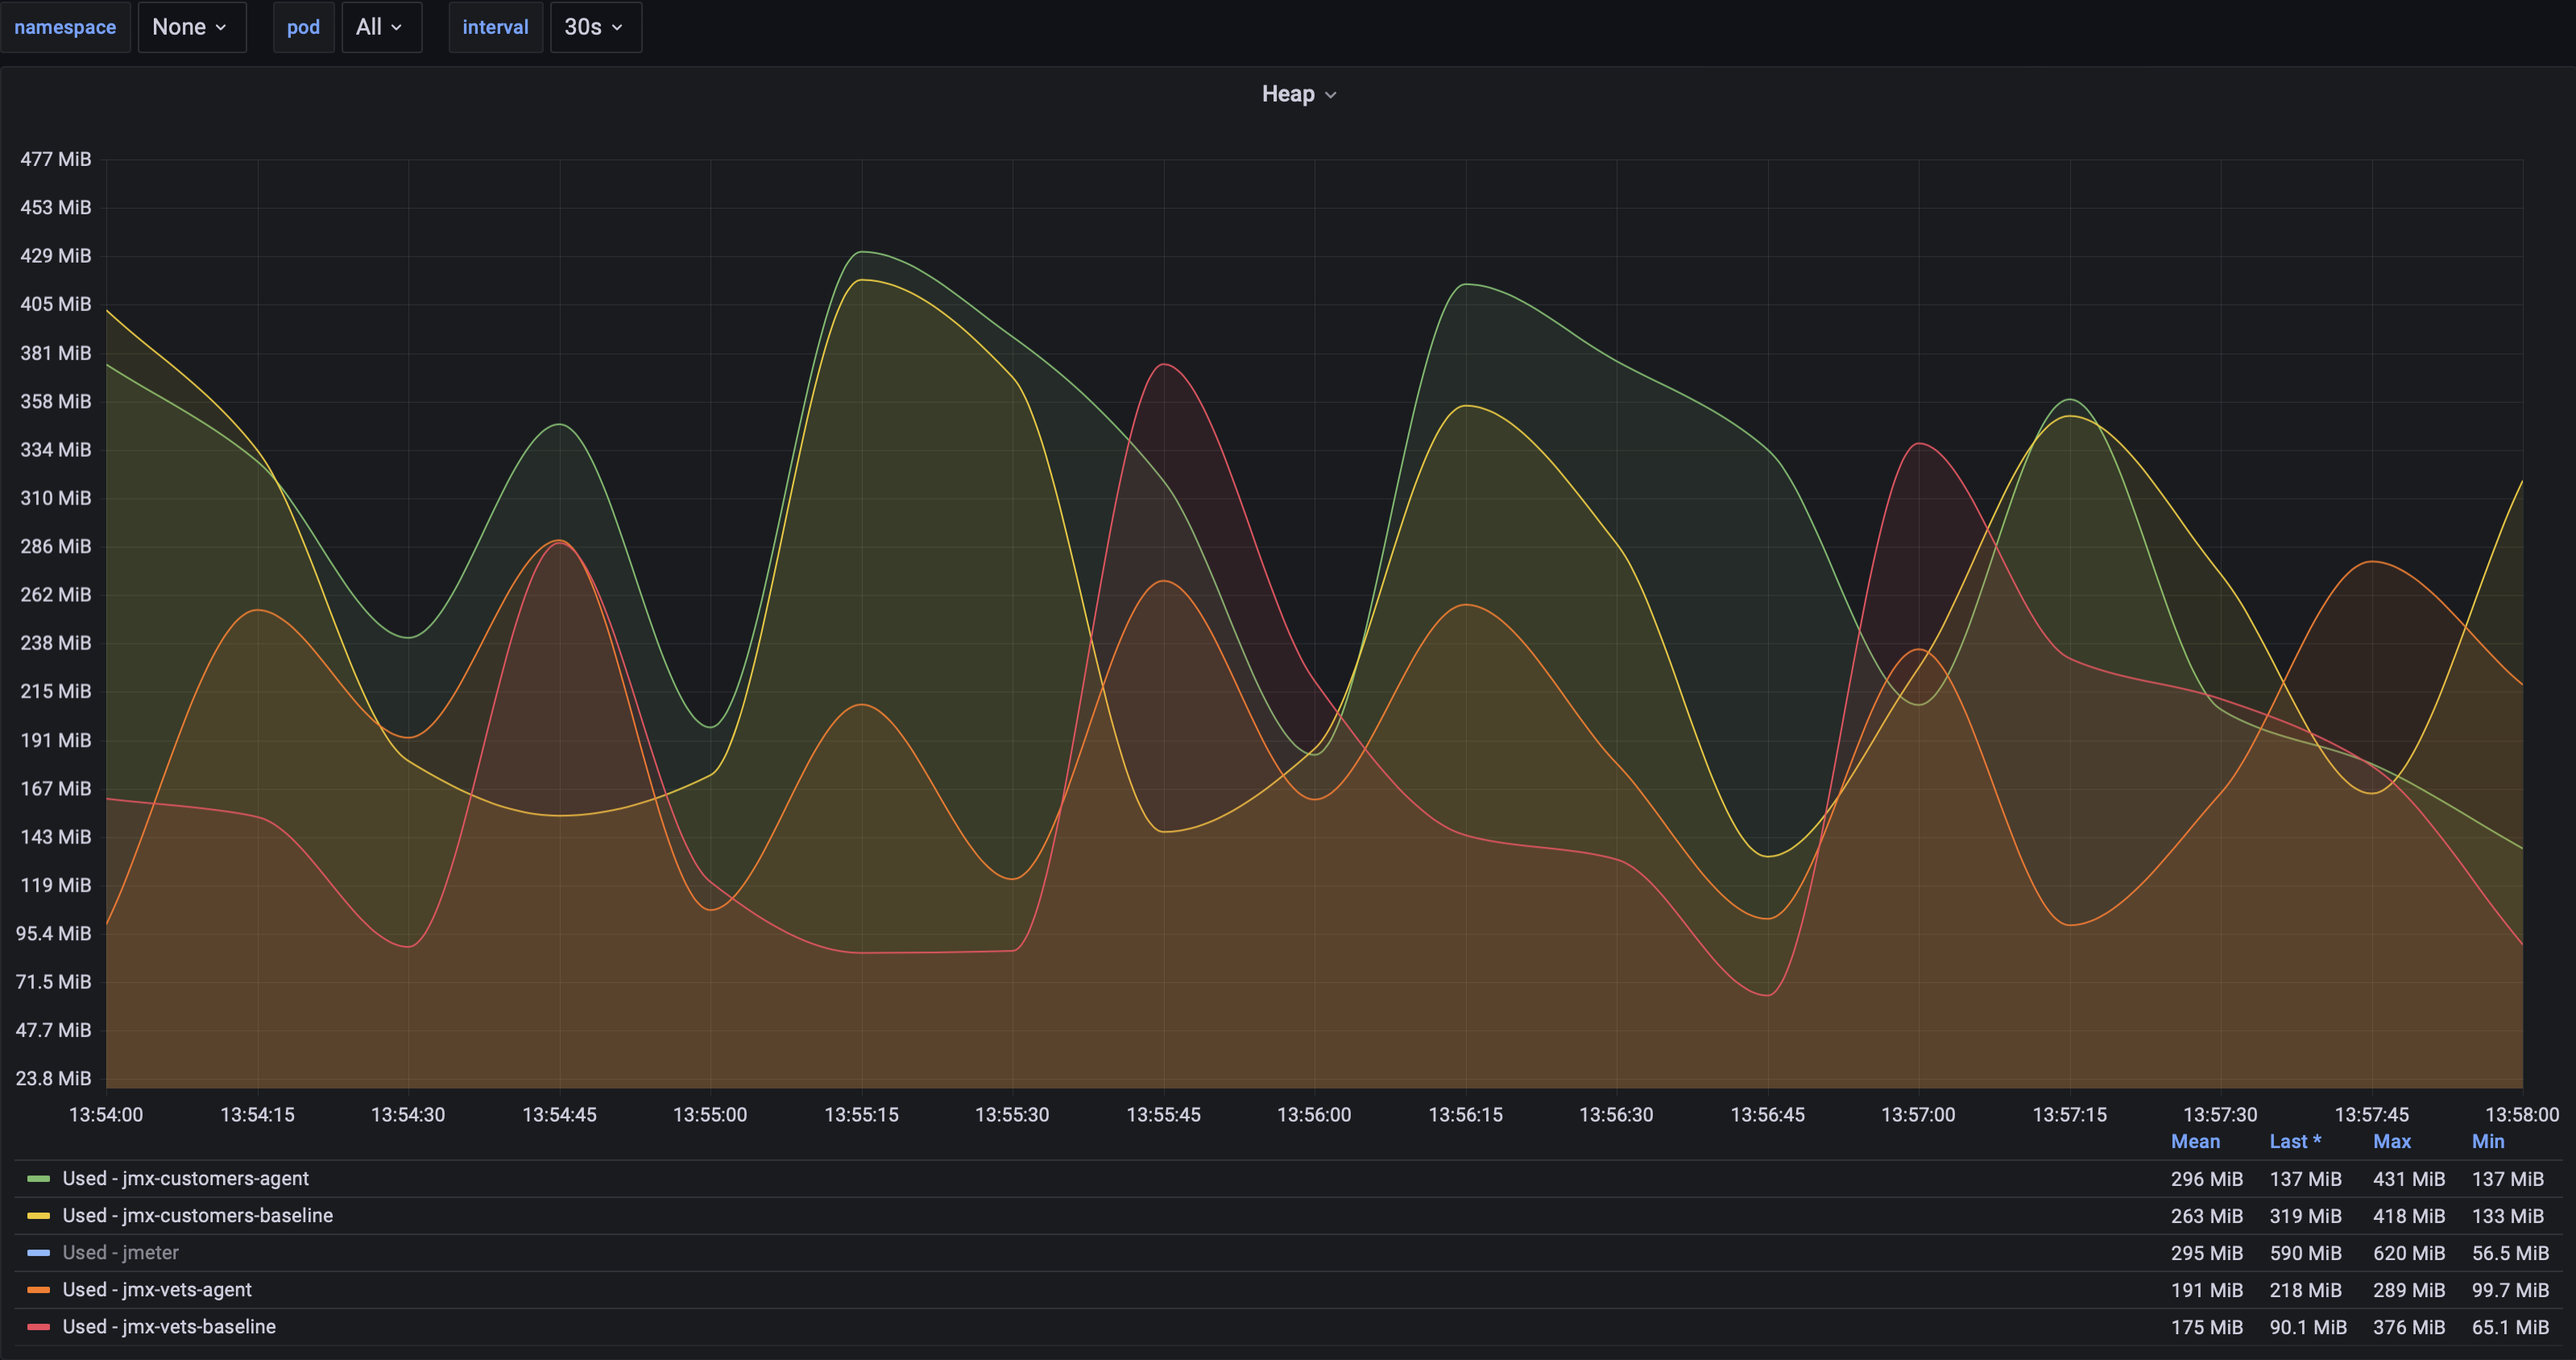 namespace None pod All interval 30s
Heap
477 MiB
453 MiB
429 MiB
405 MiB
381 MiB
358 MiB
334 MiB
310 MiB
286 MiB
262 MiB
238 MiB
215 MiB
191 MiB
167 MiB
143 MiB
119 MiB
95.4 MiB
71.5 MiB
47.7 MiB
23.8 MiB
13:54:00 13:54:15 13:54:30 13:54:45 13:55:00 13:55:15 13:55:30 13:55:45 13:56:00 13:56:15 13:56:30 13:56:45 13:57:00 13:57:15 13:57:30 13:57:45 13:58:00
Mean Last * Max Min
Used - jmx-customers-agent 296 MiB 137 MiB 431 MiB 137 MiB
Used - jmx-customers-baseline 263 MiB 319 MiB 418 MiB 133 MiB
Used - jmeter 295 MiB 590 MiB 620 MiB 56.5 MiB
Used - jmx-vets-agent 191 MiB 218 MiB 289 MiB 99.7 MiB
Used - jmx-vets-baseline 175 MiB 90.1 MiB 376 MiB 65.1 MiB